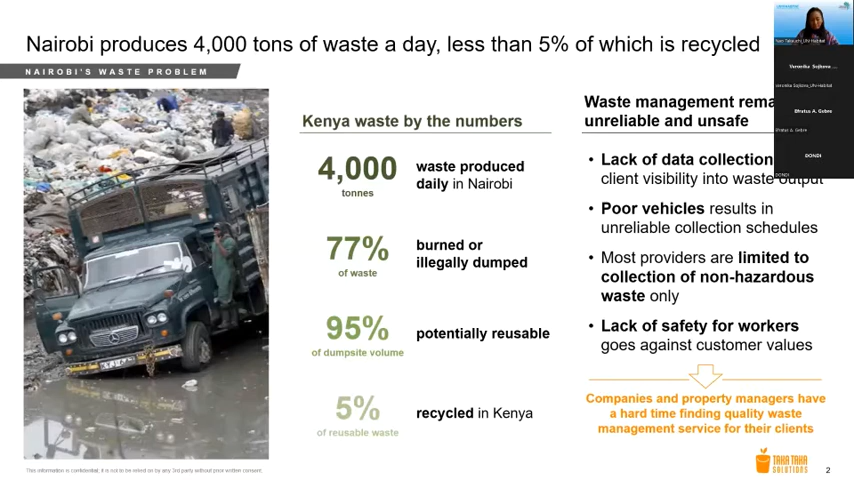 Nairobi produces 4,000 tons of waste a day, less than 5% of which is recycled
NAIROBI'S WASTE PROBLEM
Kenya waste by the numbers
4,000
tonnes
waste produced
daily in Nairobi
77%
of waste
burned or
illegally dumped
95%
of dumpsite volume
potentially reusable
5%
of reusable waste
recycled in Kenya
Waste management rema
unreliable and unsafe
• Lack of data collection
client visibility into waste output
• Poor vehicles results in
unreliable collection schedules
• Most providers are limited to
collection of non-hazardous
waste only
• Lack of safety for workers
goes against customer values
Companies and property managers have
a hard time finding quality waste
management service for their clients
TAKA TAKA
SOLUTIONS
This information is confidential; it is not to be relied on by any 3rd party without prior written consent.
2
Veronika Sojkova ...
Veronika Sojkova_UN-Habitat
Efratus A. Gebre
Efratus A. Gebre
DONDI
DONDI